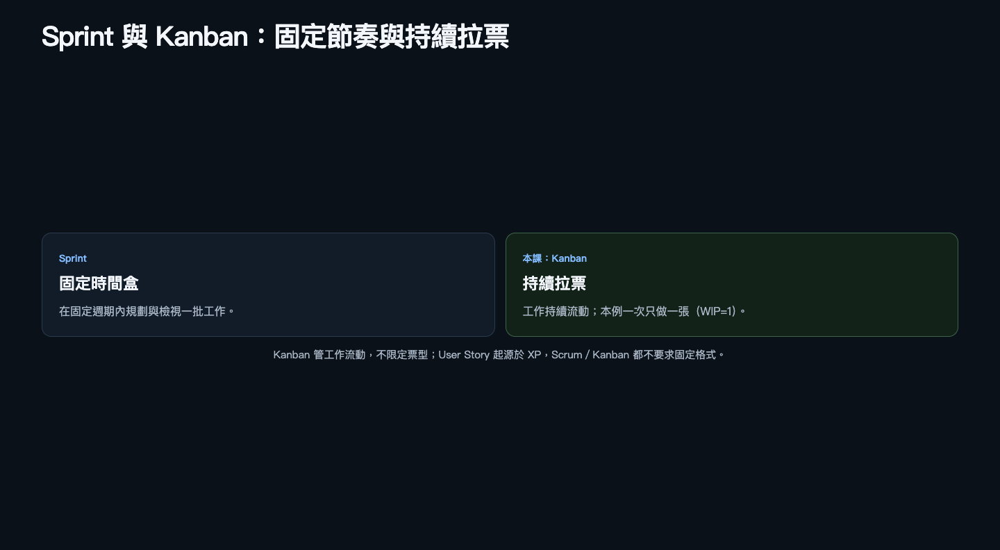 Sprint 與 Kanban：固定節奏與持續拉票
Sprint
固定時間盒
在固定週期內規劃與檢視一批工作。
本課：Kanban
持續拉票
工作持續流動；本例一次只做一張（WIP=1）。
Kanban 管工作流動，不限定票型；User Story 起源於 XP，Scrum / Kanban 都不要求固定格式。